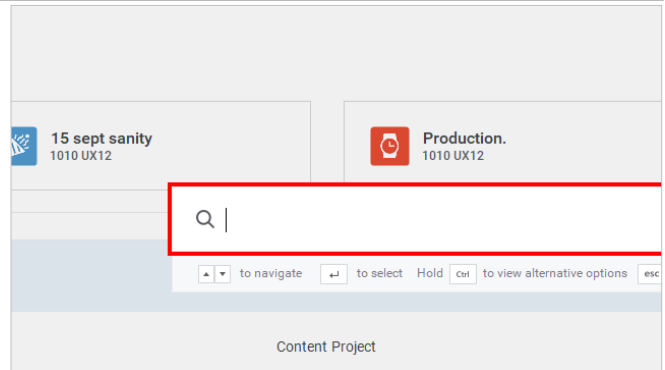 15 sept sanity
1010 UX12
Production.
1010 UX12
to navigate to select Hold Ctrl to view alternative options esc
Content Project